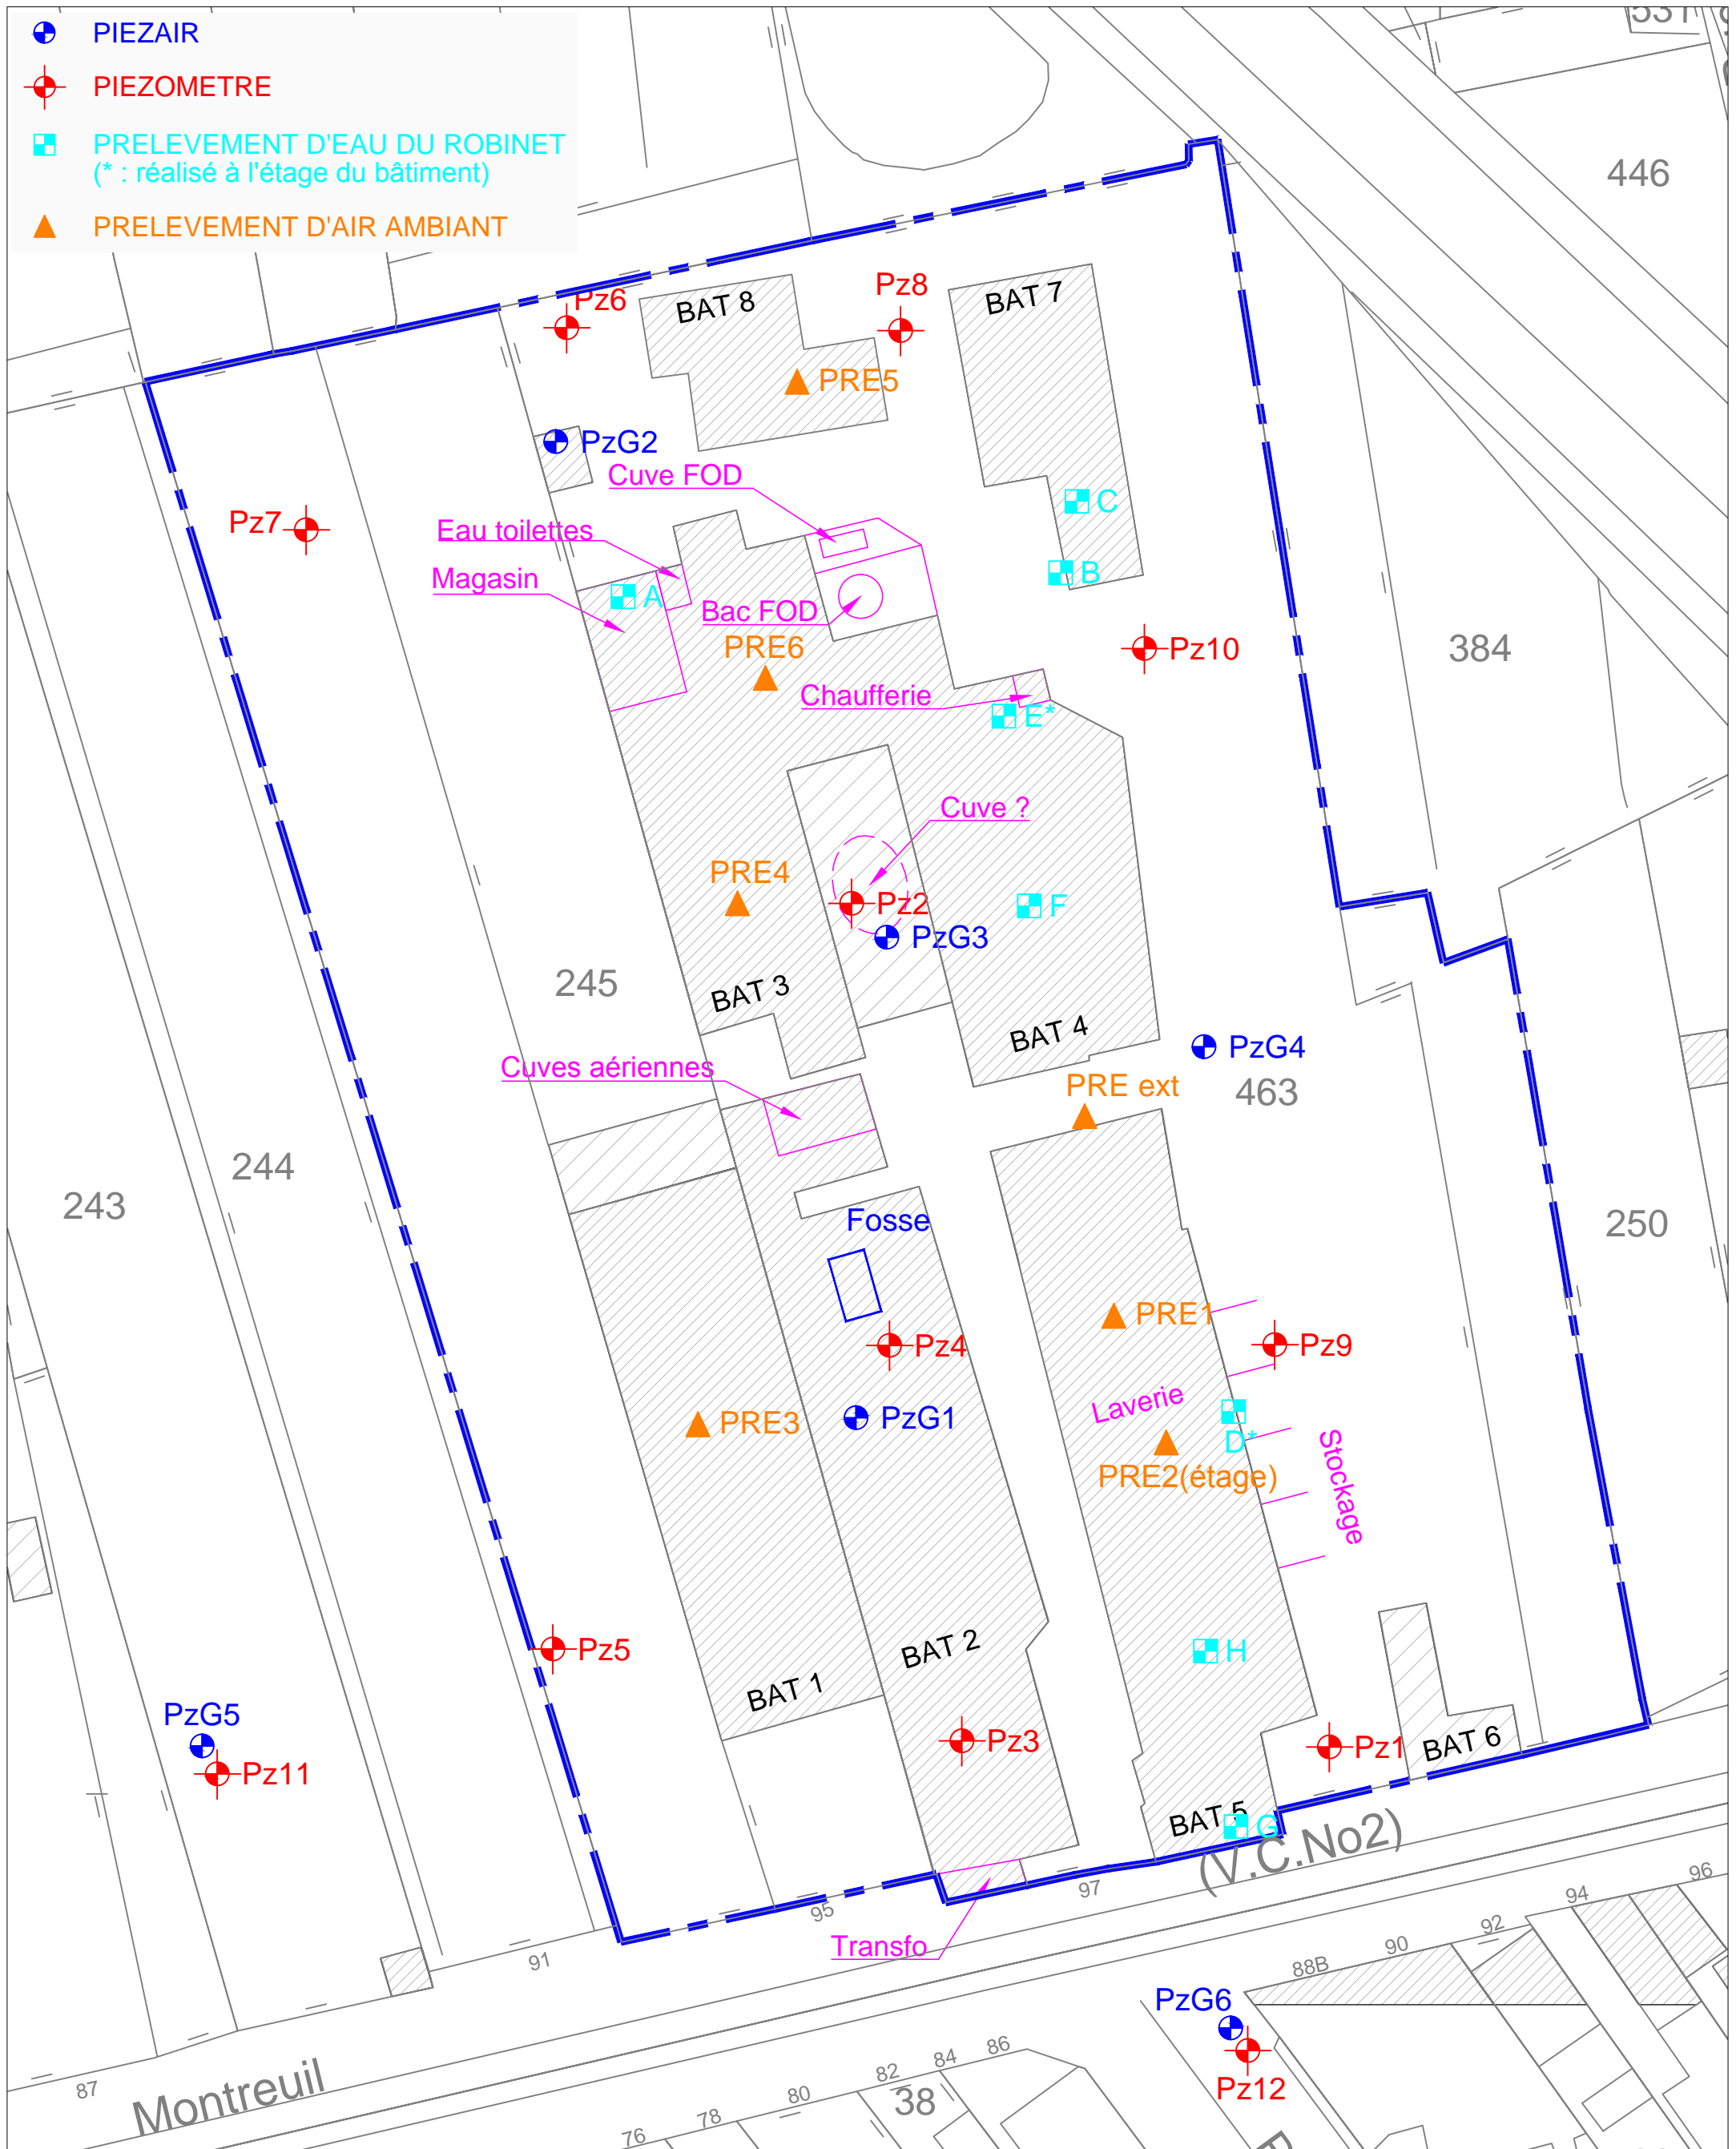 PIEZAIR
PIEZOMETRE
PRELEVEMENT D'EAU DU ROBINET
(* : réalisé à l'étage du bâtiment)
PRELEVEMENT D'AIR AMBIANT
531
446
Pz6
BAT 8
Pz8
BAT 7
PRE5
PzG2
Cuve FOD
C
Pz7
Eau toilettes
Magasin
B
A
Bac FOD
PRE6
Pz10
384
Chaufferie
E*
Cuve ?
PRE4
Pz2
F
PzG3
245
BAT 3
BAT 4
PzG4
Cuves aériennes
PRE ext
463
244
243
Fosse
250
PRE1
Pz4
Pz9
Laverie
PRE3
PzG1
D*
Stockage
PRE2(étage)
Pz5
BAT 2
H
BAT 1
PzG5
Pz3
Pz1
BAT 6
Pz11
BAT 5
G
(V.C.No2)
97
95
96
94
92
Transfo
91
90
88B
PzG6
Pz12
86
84
82
38
80
78
76
87
Montreuil